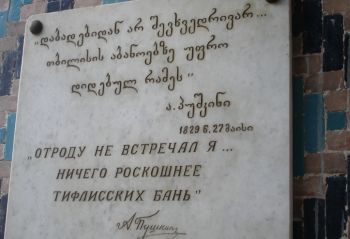 „დაბადებიდან არ შევხვედრივარ...
თბილისის აბანოებზე უფრო
დიდებულ რამეს"
ა. პუშკინი
1829 წ. 27 მაისი
„ОТРОДУ НЕ ВСТРЕЧАЛ Я ...
НИЧЕГО РОСКОШНЕЕ
ТИФЛИССКИХ БАНЬ"
А Пушкин